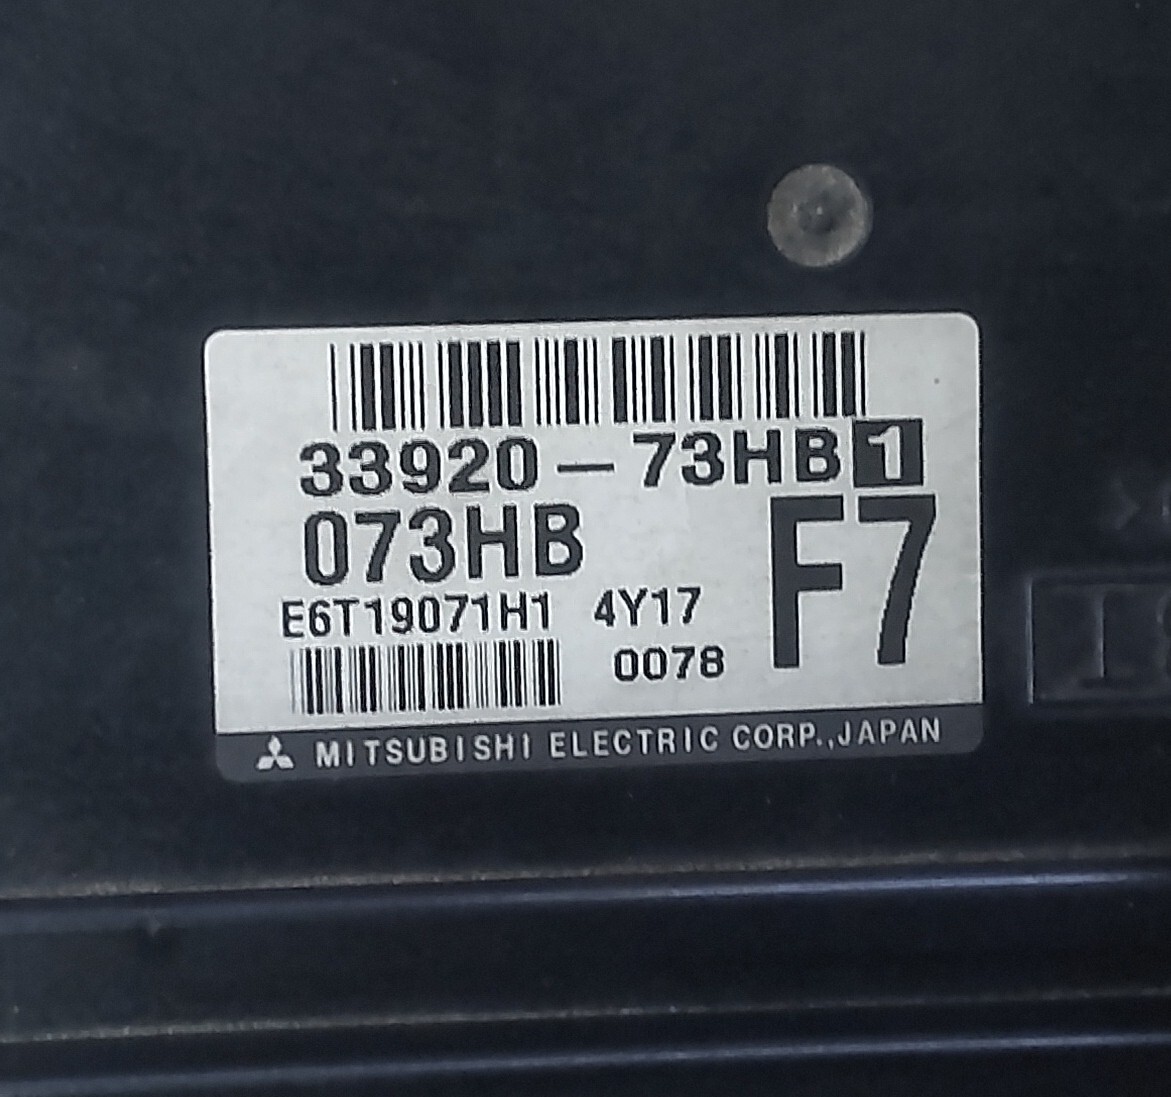 33920-73HB1
073HB
F7
E6T19071H1 4Y17
0078
MITSUBISHI ELECTRIC CORP.,JAPAN